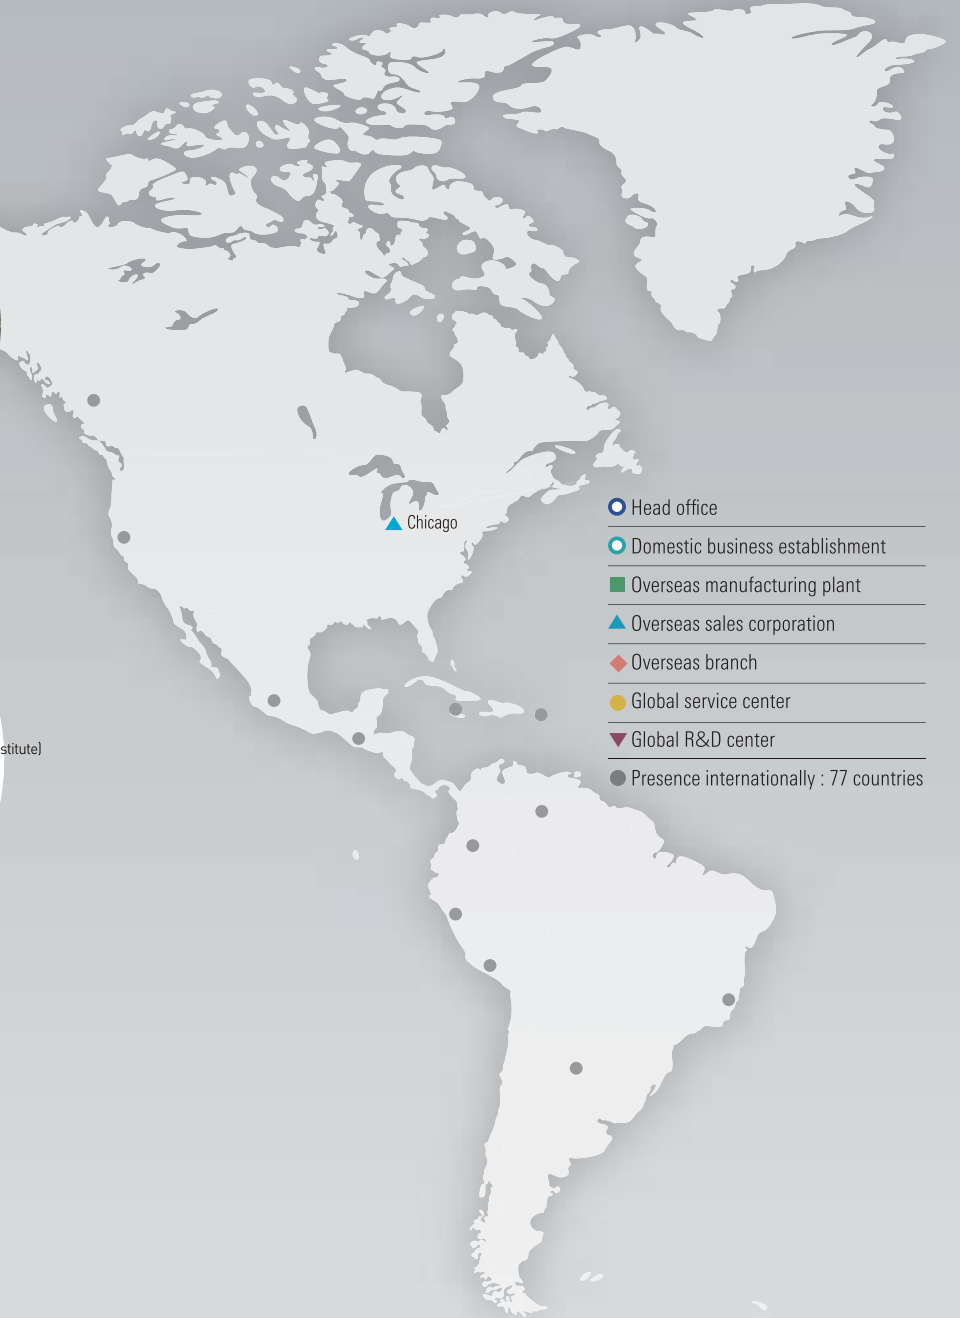 Chicago
Head office
Domestic business establishment
Overseas manufacturing plant
Overseas sales corporation
Overseas branch
Global service center
Global R&D center
Presence internationally : 77 countries
stitute)